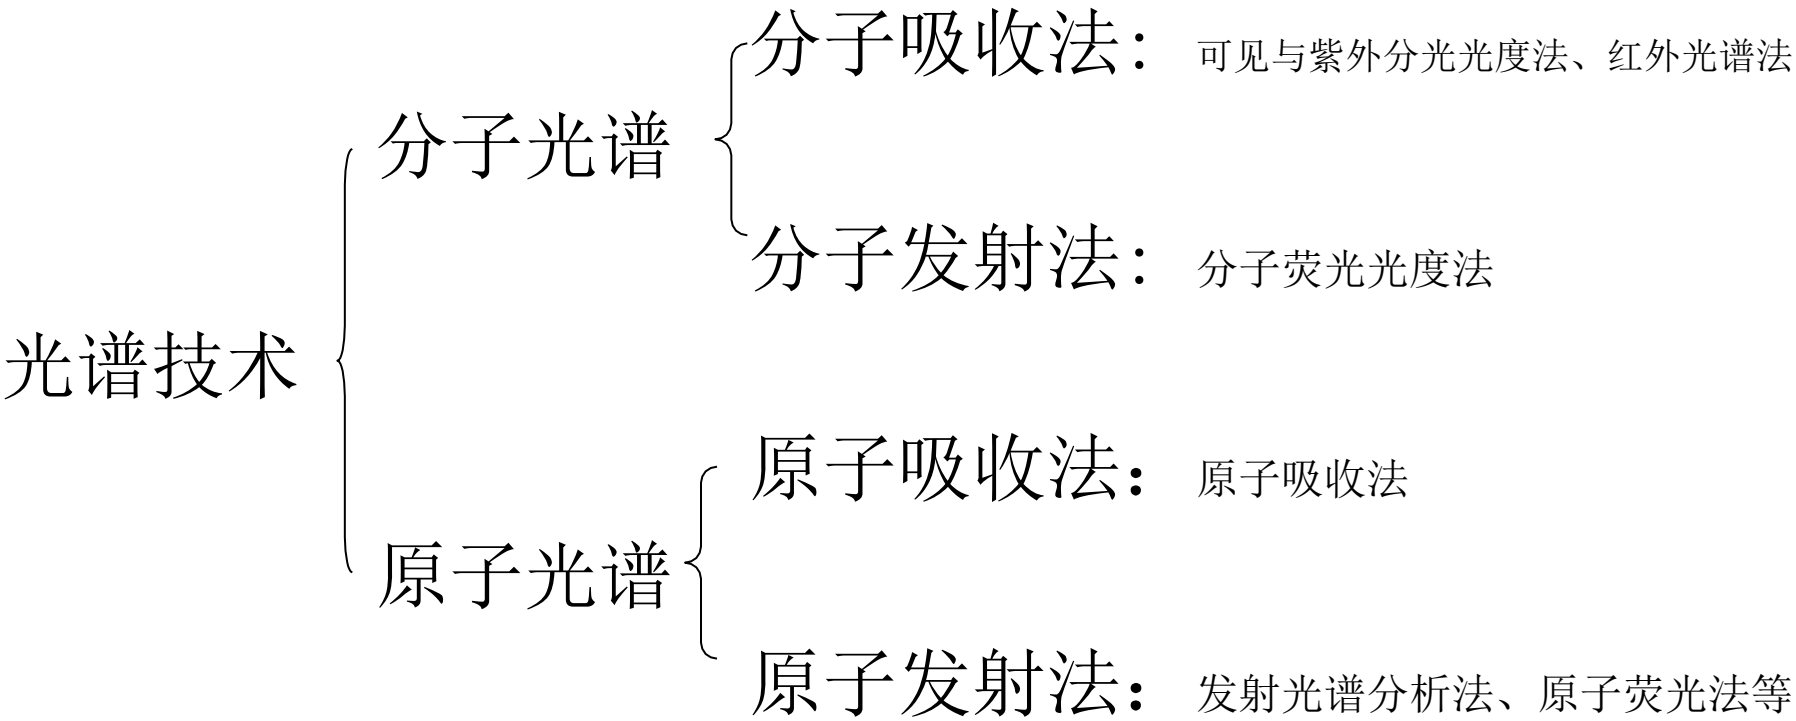 分子吸收法： 可见与紫外分光光度法、红外光谱法
分子光谱
分子发射法： 分子荧光光度法
光谱技术
原子吸收法： 原子吸收法
原子光谱
原子发射法： 发射光谱分析法、原子荧光法等